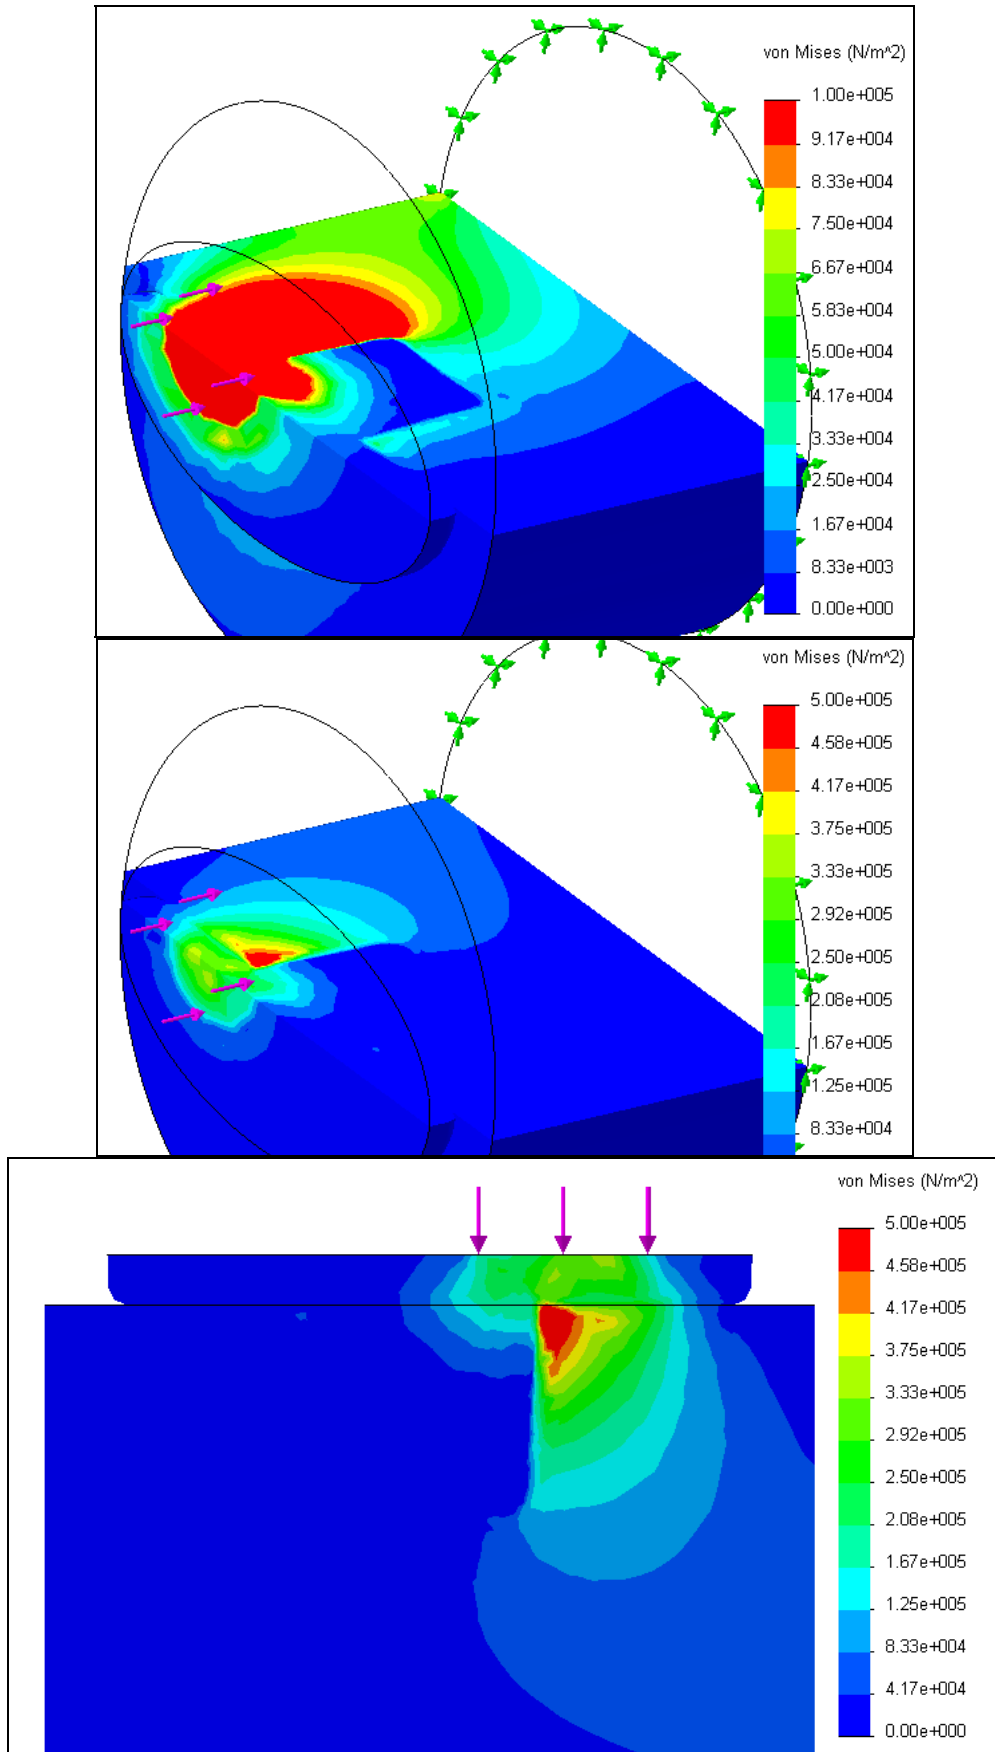 von Mises (N/m^2)
1.00e+005
9.17e+004
8.33e+004
7.50e+004
6.67e+004
5.83e+004
5.00e+004
4.17e+004
3.33e+004
2.50e+004
1.67e+004
8.33e+003
0.00e+000
von Mises (N/m^2)
5.00e+005
4.58e+005
4.17e+005
3.75e+005
3.33e+005
2.92e+005
2.50e+005
2.08e+005
1.67e+005
1.25e+005
8.33e+004
von Mises (N/m^2)
5.00e+005
4.58e+005
4.17e+005
3.75e+005
3.33e+005
2.92e+005
2.50e+005
2.08e+005
1.67e+005
1.25e+005
8.33e+004
4.17e+004
0.00e+000